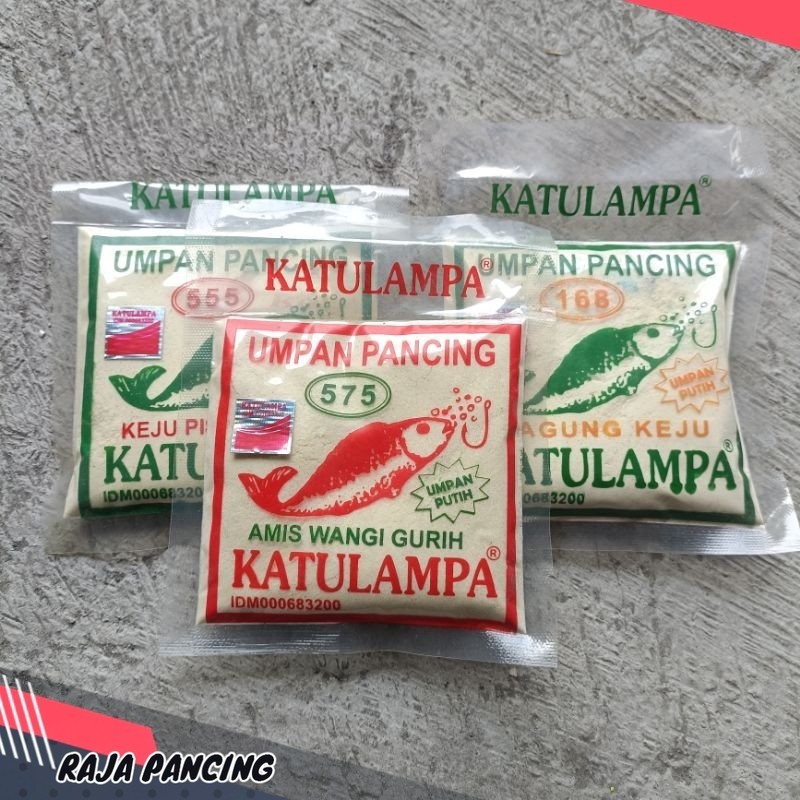 KATULAMPA
UMPAN PANCING
555
KATULAMPA
KEJU
IDM000683200
KATULAMPA®
UMPAN PANCING
575
UMPAN
PUTIH
AMIS WANGI GURIH
KATULAMPA®
IDM000683200
KATULAMPA®
UMPAN PANCING
168
UMPAN
PUTIH
AGUNG KEJU
ATULAMPA®
0683200
RAJA PANCING